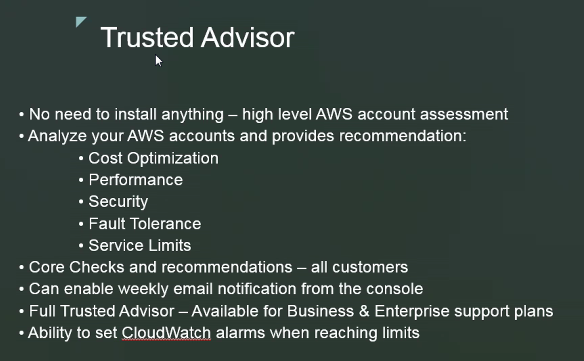 Trusted Advisor
• No need to install anything – high level AWS account assessment
• Analyze your AWS accounts and provides recommendation:
• Cost Optimization
• Performance
• Security
• Fault Tolerance
• Service Limits
• Core Checks and recommendations – all customers
• Can enable weekly email notification from the console
• Full Trusted Advisor – Available for Business & Enterprise support plans
• Ability to set CloudWatch alarms when reaching limits